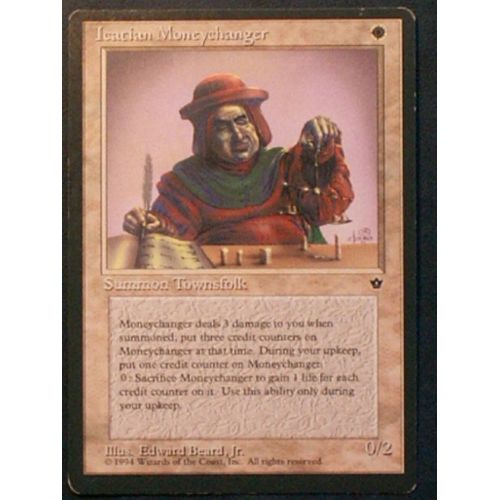 Icatian Moneychanger
Summon Townsfolk
Moneychanger deals 3 damage to you when
summoned; put three credit counters on
Moneychanger at that time. During your upkeep,
put one credit counter on Moneychanger.
0: Sacrifice Moneychanger to gain 1 life for each
credit counter on it. Use this ability only during
your upkeep.
Illus. Edward Beard, Jr.
0/2
© 1994 Wizards of the Coast, Inc. All rights reserved.